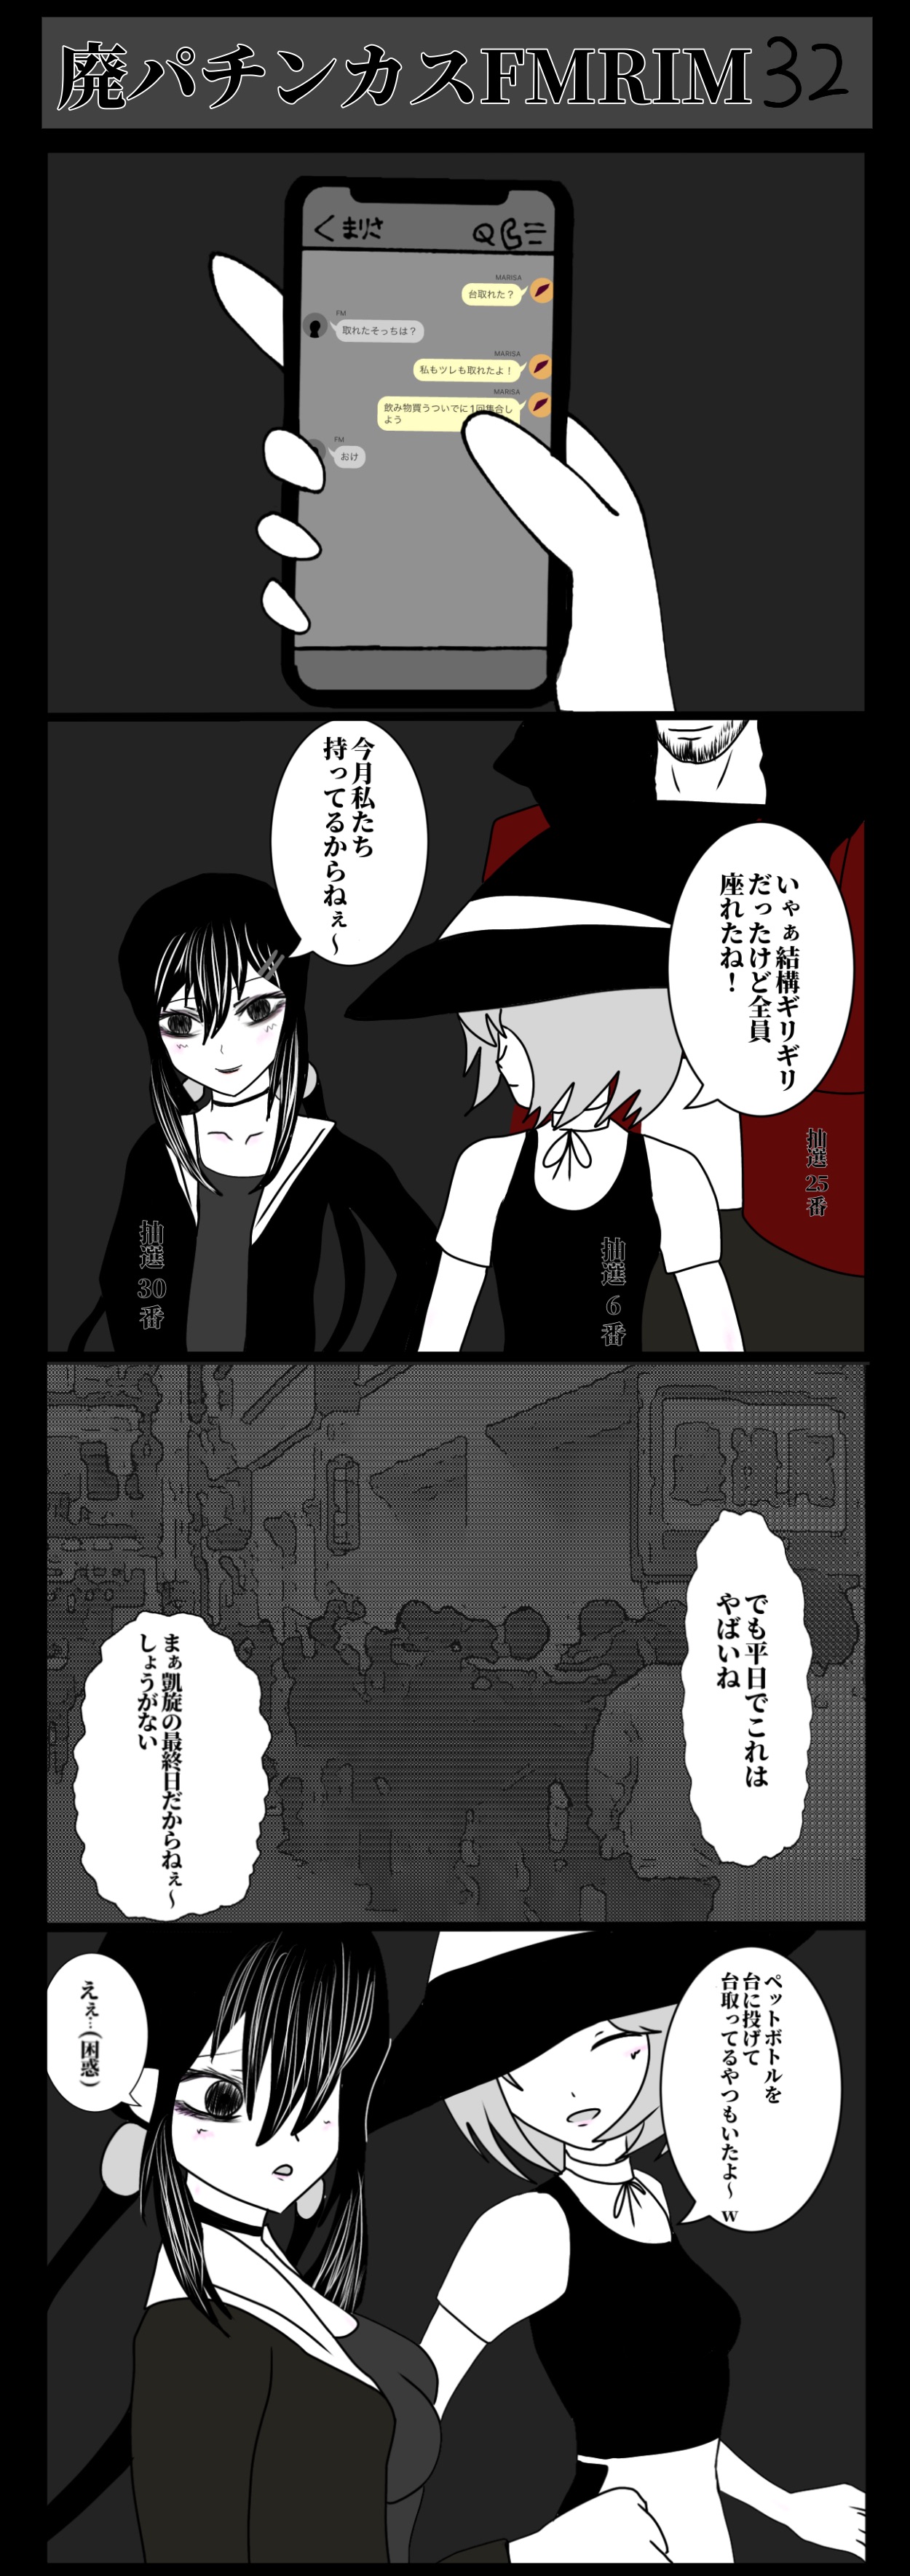 廃パチンカスFMRIM32
まりさ
MARISA
台取れた？
FM
取れたそっちは？
MARISA
私もツレも取れたよ！
MARISA
飲み物買うついでに1回集合し
よう
FM
おけ
いやぁ結構ギリギリ
だったけど全員
座れたね！
今月私たち
持ってるからねぇ～
抽選25番
抽選6番
抽選30番
でも平日でこれは
やばいね
まぁ凱旋の最終日だからねぇ～
しょうがない
ペットボトルを
台に投げて
台取ってるやつもいたよ～w
えぇ…(困惑)